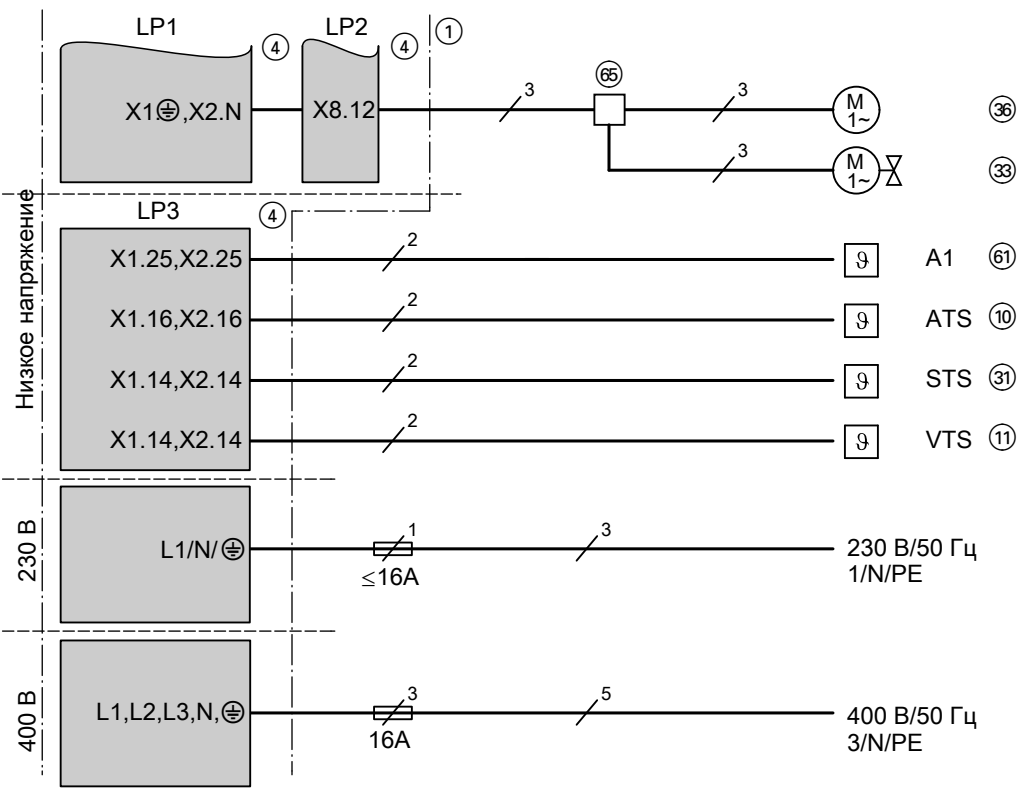 LP1
④
LP2
④
①
X1.⏚,X2.N
X8.12
3
65
3
M
1~
36
3
M
1~
33
Низкое напряжение
LP3
④
X1.25,X2.25
2
ϑ
A1
61
X1.16,X2.16
2
ϑ
ATS
10
X1.14,X2.14
2
ϑ
STS
31
X1.14,X2.14
2
ϑ
VTS
11
230 В
L1/N/⏚
1
≤16A
3
230 В/50 Гц
1/N/PE
400 В
L1,L2,L3,N,⏚
3
16A
5
400 В/50 Гц
3/N/PE